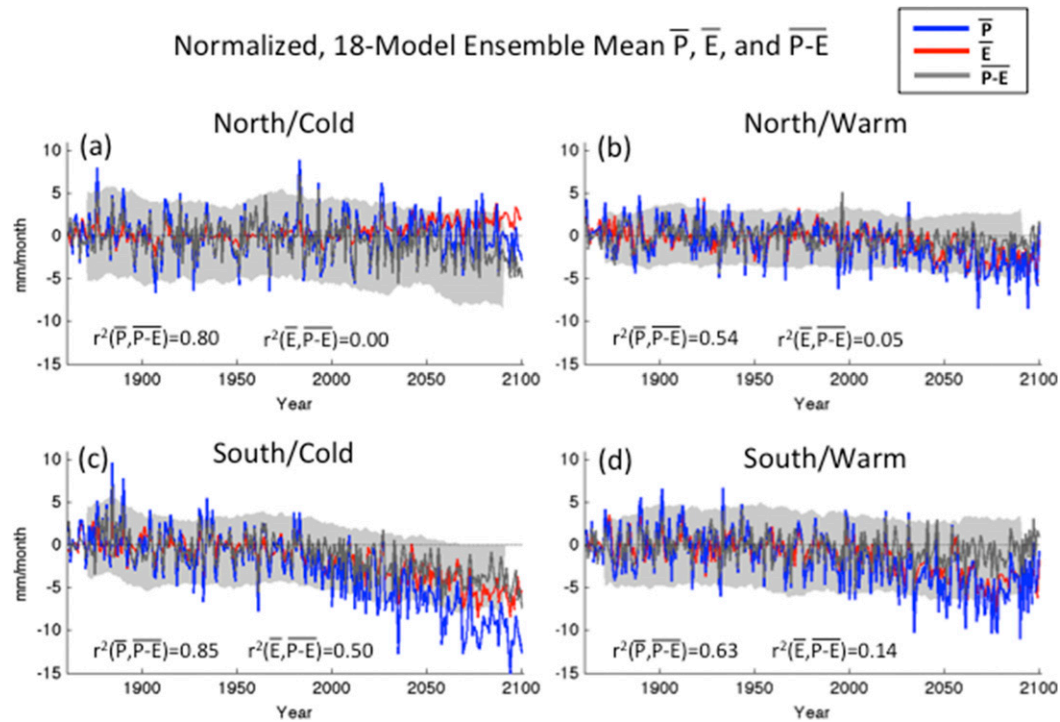 Normalized, 18-Model Ensemble Mean P̅, E̅, and P̅-̅E̅
P̅
E̅
P̅-̅E̅
North/Cold
(a)
10
5
0
-5
-10
-15
mm/month
r²(P̅,P̅-̅E̅)=0.80 r²(E̅,P̅-̅E̅)=0.00
1900 1950 2000 2050 2100
Year
North/Warm
(b)
10
5
0
-5
-10
-15
mm/month
r²(P̅,P̅-̅E̅)=0.54 r²(E̅,P̅-̅E̅)=0.05
1900 1950 2000 2050 2100
Year
South/Cold
(c)
10
5
0
-5
-10
-15
mm/month
r²(P̅,P̅-̅E̅)=0.85 r²(E̅,P̅-̅E̅)=0.50
1900 1950 2000 2050 2100
Year
South/Warm
(d)
10
5
0
-5
-10
-15
mm/month
r²(P̅,P̅-̅E̅)=0.63 r²(E̅,P̅-̅E̅)=0.14
1900 1950 2000 2050 2100
Year